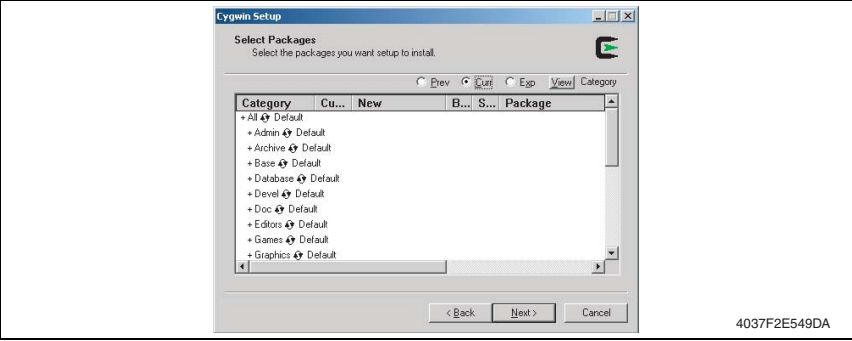 Cygwin Setup
Select Packages
Select the packages you want setup to install.
Prev Curr Exp View Category
Category Cu... New B... S... Package
+ All Default
+ Admin Default
+ Archive Default
+ Base Default
+ Database Default
+ Devel Default
+ Doc Default
+ Editors Default
+ Games Default
+ Graphics Default
< Back Next > Cancel
4037F2E549DA